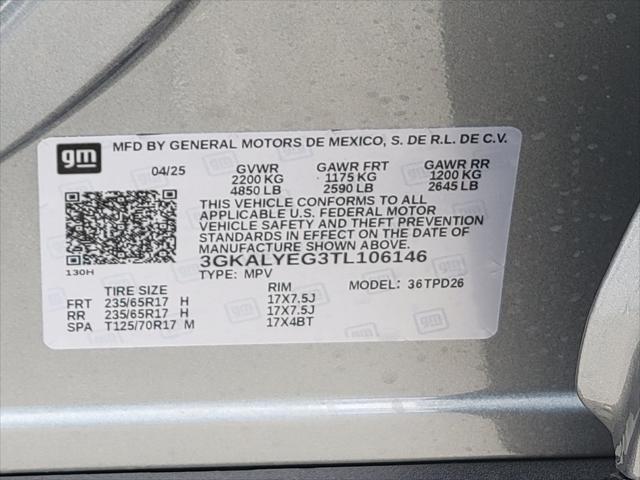 gm
MFD BY GENERAL MOTORS DE MEXICO, S. DE R.L. DE C.V.
04/25 GVWR GAWR FRT GAWR RR
2200 KG 1175 KG 1200 KG
4850 LB 2590 LB 2645 LB
THIS VEHICLE CONFORMS TO ALL
APPLICABLE U.S. FEDERAL MOTOR
VEHICLE SAFETY AND THEFT PREVENTION
STANDARDS IN EFFECT ON THE DATE OF
MANUFACTURE SHOWN ABOVE.
130H 3GKALYEG3TL106146
TYPE: MPV
TIRE SIZE RIM MODEL: 36TPD26
FRT 235/65R17 H 17X7.5J
RR 235/65R17 H 17X7.5J
SPA T125/70R17 M 17X4BT